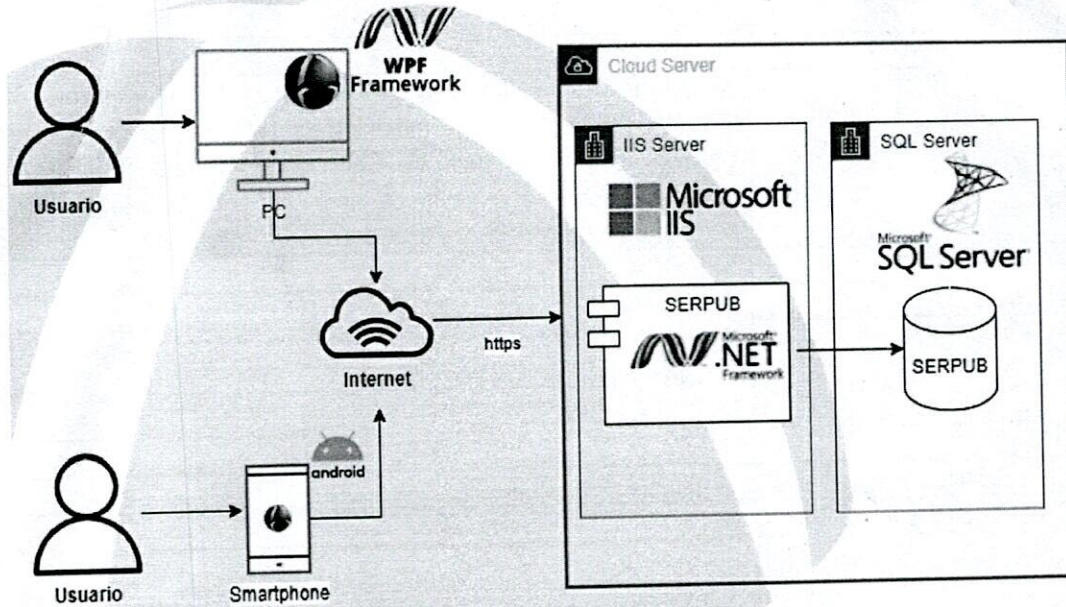 WPF
Framework
Usuario
PC
Internet
https
android
Usuario
Smartphone
Cloud Server
IIS Server
Microsoft
IIS
SERPUB
Microsoft
.NET
Framework
SQL Server
Microsoft
SQL Server
SERPUB